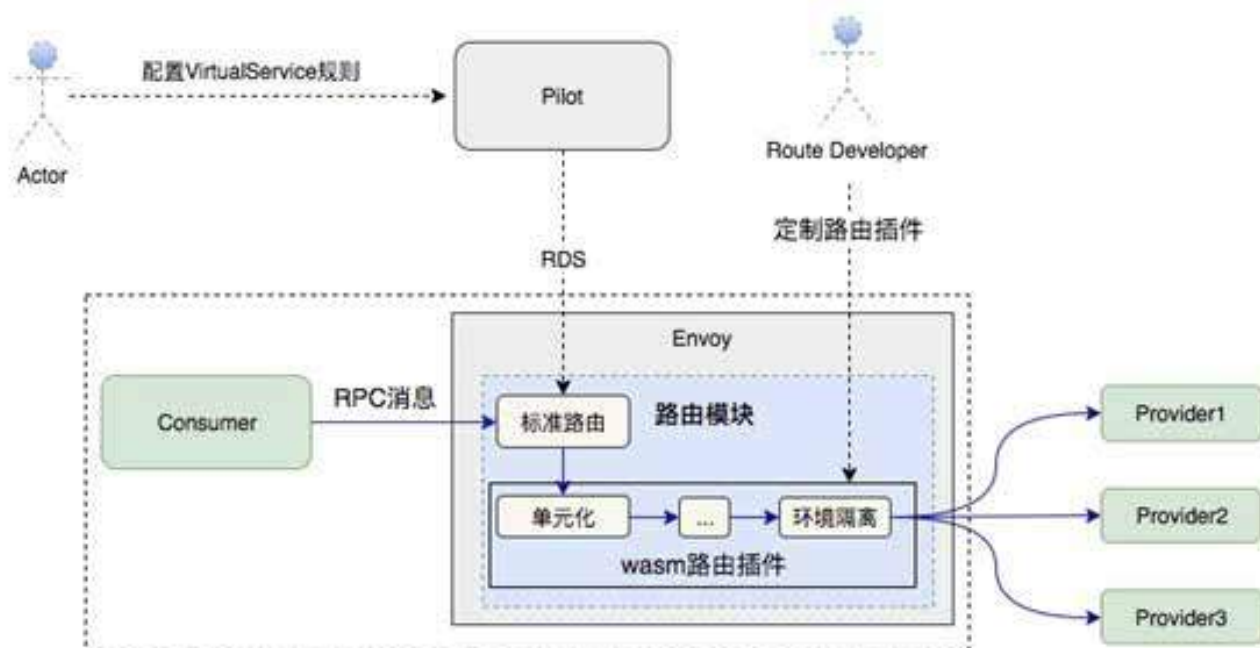 配置VirtualService规则
Pilot
Actor
Route Developer
定制路由插件
RDS
Envoy
Consumer
RPC消息
标准路由
路由模块
Provider1
单元化
...
环境隔离
Provider2
wasm路由插件
Provider3